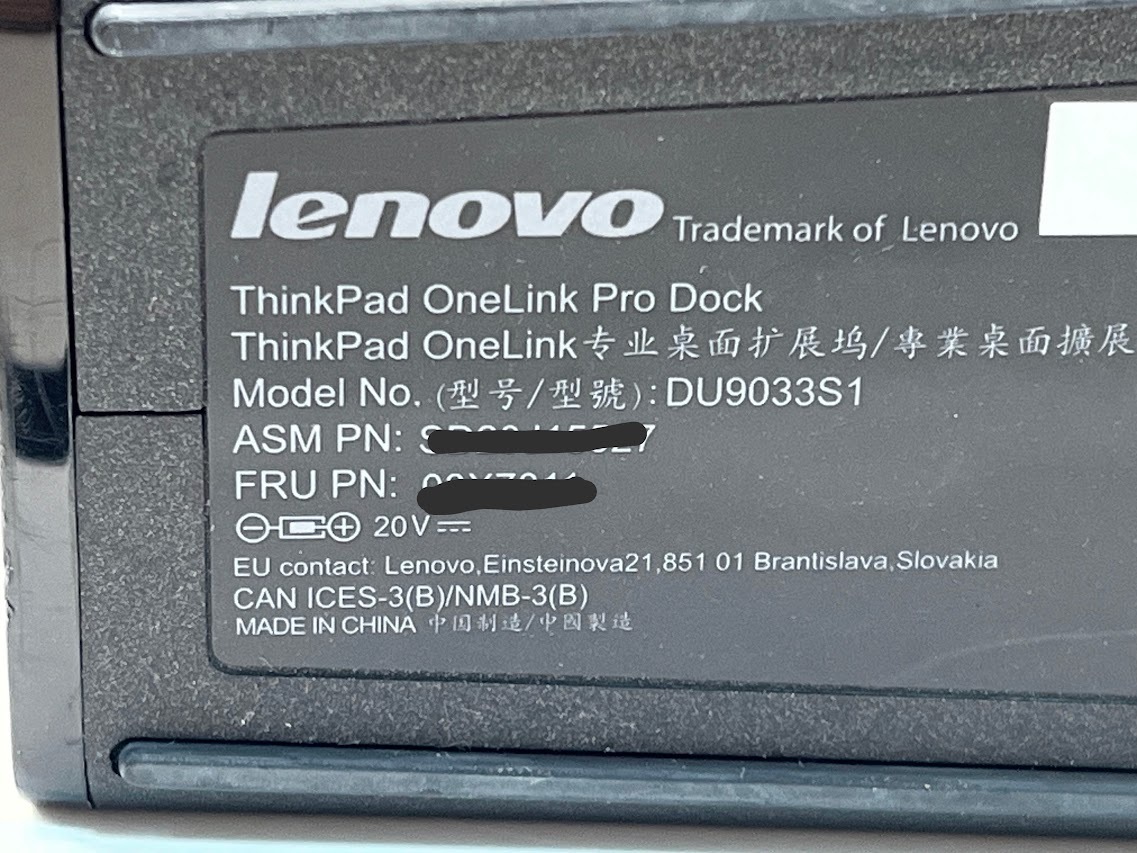 lenovo Trademark of Lenovo
ThinkPad OneLink Pro Dock
ThinkPad OneLink专业桌面扩展坞/專業桌面擴展
Model No. (型号/型號): DU9033S1
ASM PN:
FRU PN:
20V
EU contact: Lenovo,Einsteinova21,851 01 Brantislava,Slovakia
CAN ICES-3(B)/NMB-3(B)
MADE IN CHINA 中国制造/中國製造